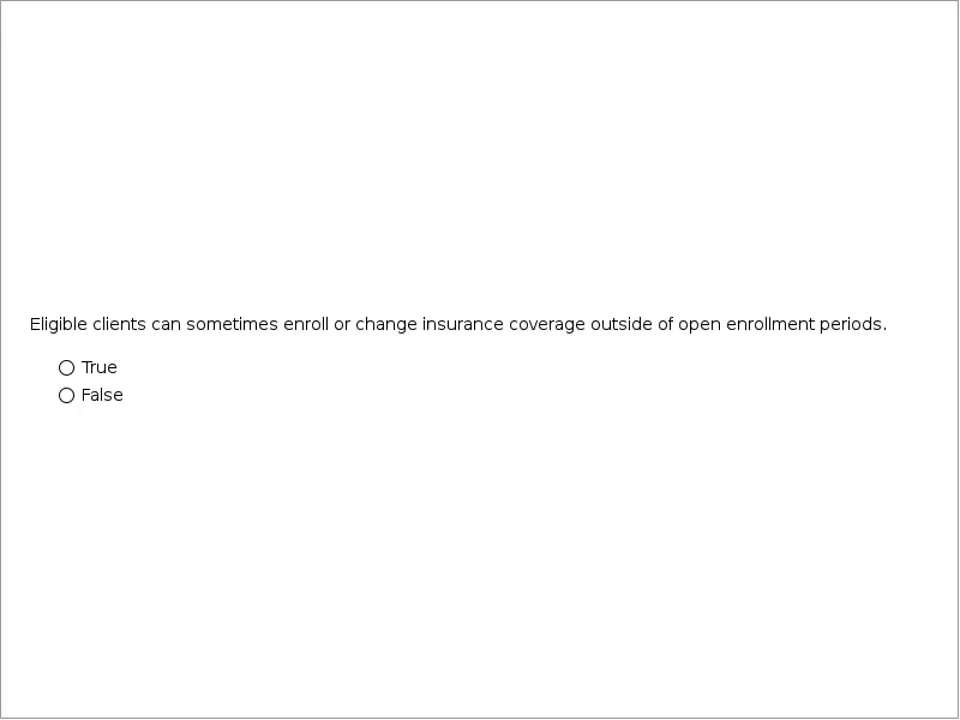 Eligible clients can sometimes enroll or change insurance coverage outside of open enrollment periods.
True
False